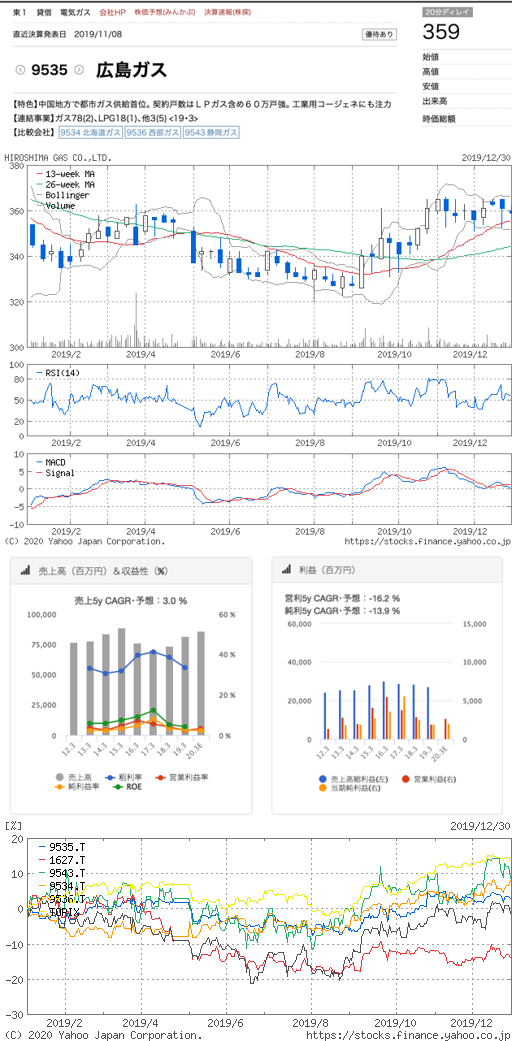 東1 貸借 電気ガス 会社HP 株価予想(みんかぶ) 決算速報(株探)
20分ディレイ
直近決算発表日 2019/11/08
優待あり
359
9535 広島ガス
始値
高値
安値
出来高
時価総額
【特色】中国地方で都市ガス供給首位。契約戸数はLPガス含め60万戸強。工業用コージェネにも注力
【連結事業】ガス78(2)、LPG18(1)、他3(5)<19・3>
【比較会社】 9534 北海道ガス 9536 西部ガス 9543 静岡ガス
HIROSHIMA GAS CO.,LTD. 2019/12/30
380
360
340
320
300
13-week MA
26-week MA
Bollinger
Volume
2019/2 2019/4 2019/6 2019/8 2019/10 2019/12
100
80
50
20
0
RSI(14)
2019/2 2019/4 2019/6 2019/8 2019/10 2019/12
10
5
0
-5
-10
MACD
Signal
2019/2 2019/4 2019/6 2019/8 2019/10 2019/12
(C) 2020 Yahoo Japan Corporation. https://stocks.finance.yahoo.co.jp
売上高(百万円)&収益性(%)
売上5y CAGR・予想:3.0 %
100,000
75,000
50,000
25,000
0
60 %
40 %
20 %
0 %
12.3 13.3 14.3 15.3 16.3 17.3 18.3 19.3 20.3E
売上高 粗利率 営業利益率
純利益率 ROE
利益(百万円)
営利5y CAGR・予想:-16.2 %
純利5y CAGR・予想:-13.9 %
60,000
40,000
20,000
0
15,000
10,000
5,000
0
12.3 13.3 14.3 15.3 16.3 17.3 18.3 19.3 20.3E
売上高総利益(左) 営業利益(右)
当期純利益(右)
[%] 2019/12/30
20
10
0
-10
-20
-30
9535.T
1627.T
9543.T
9534.T
9536.T
TOPIX
2019/2 2019/4 2019/6 2019/8 2019/10 2019/12
(C) 2020 Yahoo Japan Corporation. https://stocks.finance.yahoo.co.jp/